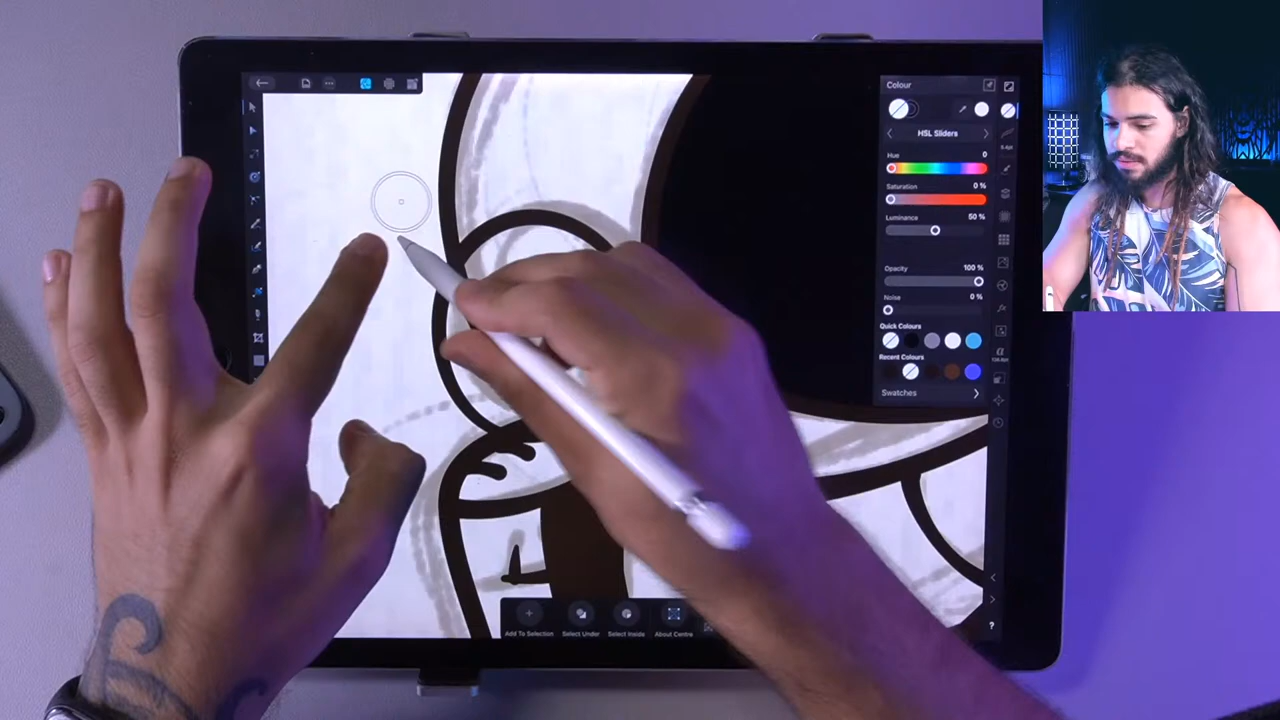 Colour
HSL Sliders
Hue
0
Saturation
0 %
Luminance
50 %
Opacity
100 %
Noise
0 %
Quick Colours
Recent Colours
Swatches
Add To Selection
Select Under
Select Inside
About Centre
?